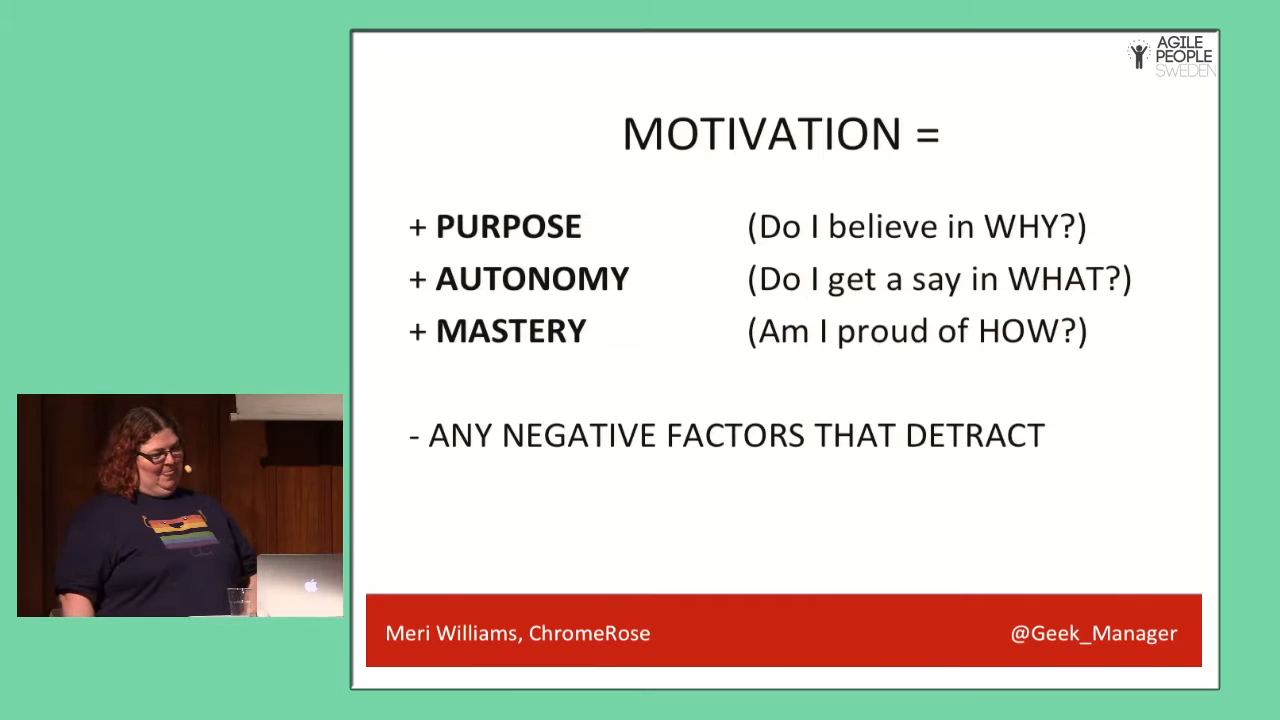 AGILE
PEOPLE
SWEDEN
MOTIVATION =
+ PURPOSE (Do I believe in WHY?)
+ AUTONOMY (Do I get a say in WHAT?)
+ MASTERY (Am I proud of HOW?)
- ANY NEGATIVE FACTORS THAT DETRACT
Meri Williams, ChromeRose @Geek_Manager